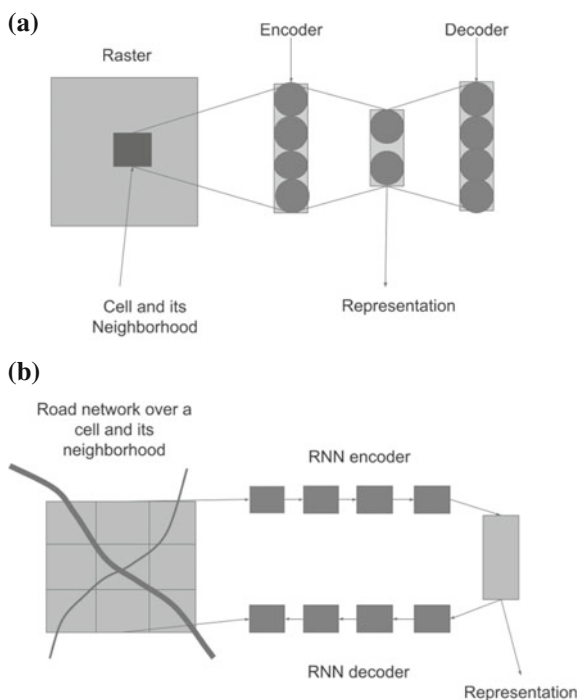 (a)
Encoder
Decoder
Raster
Cell and its
Neighborhood
Representation
(b)
Road network over a
cell and its
neighborhood
RNN encoder
RNN decoder
Representation